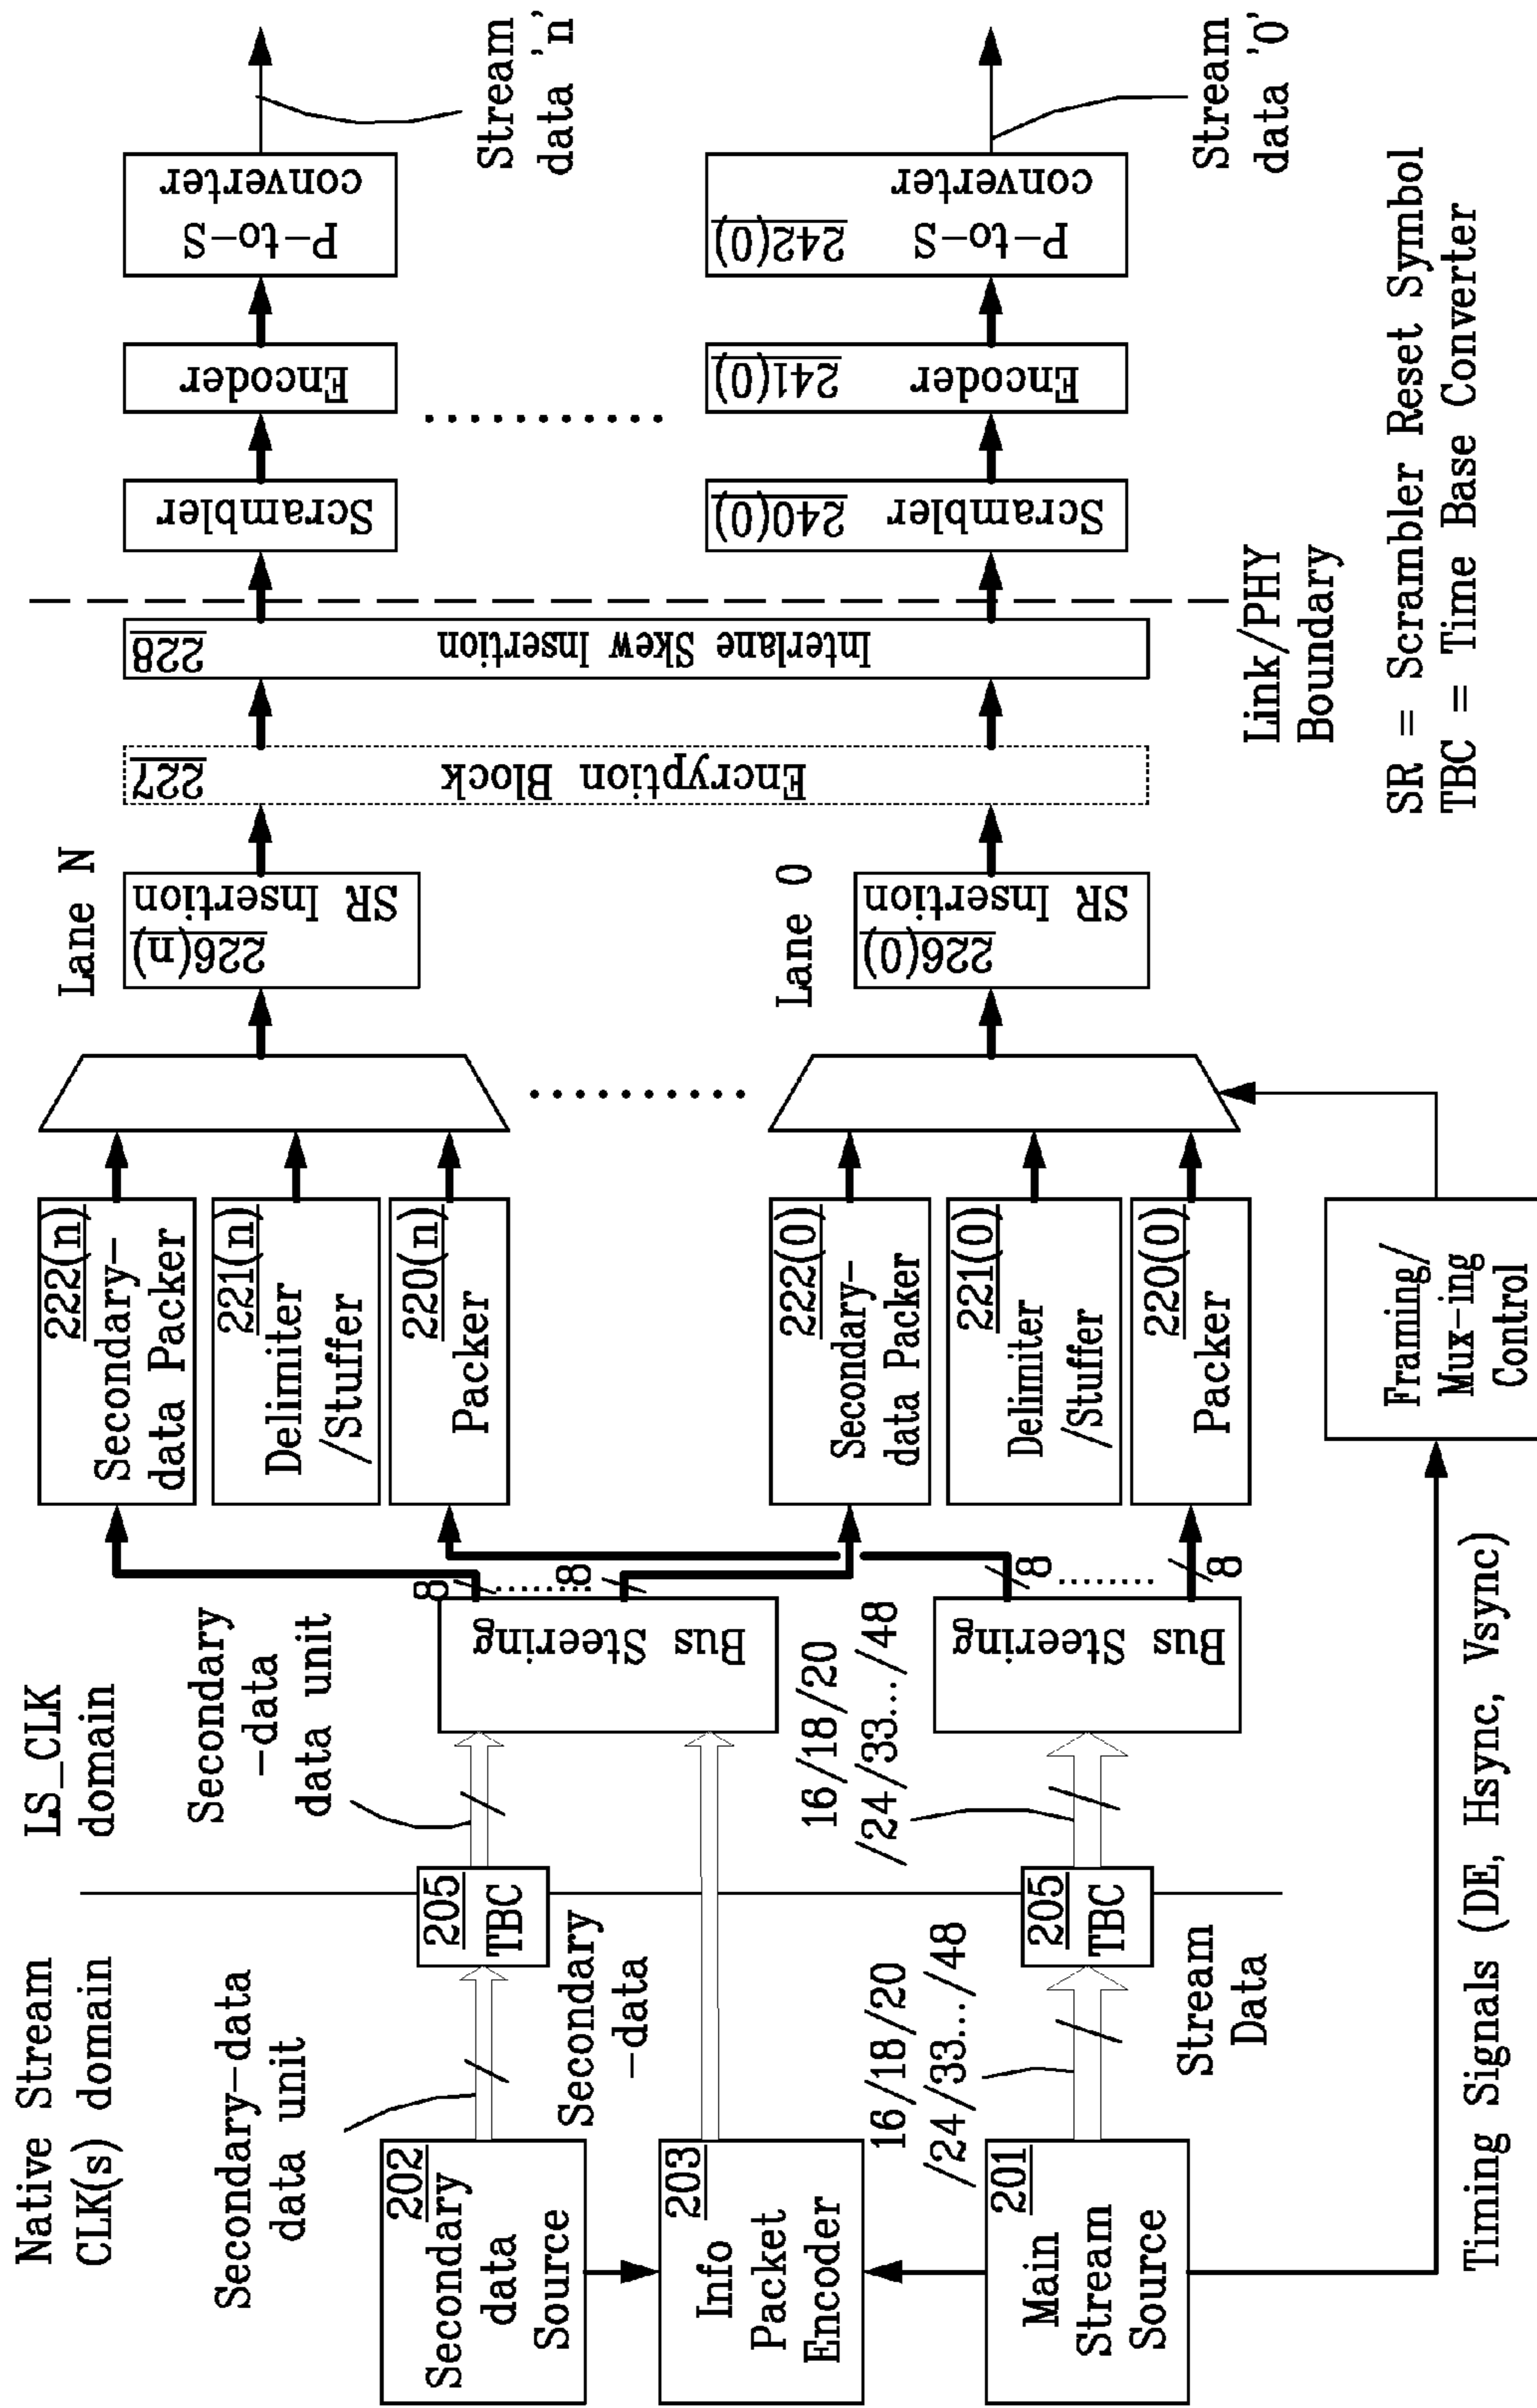 Native Stream
CLK(s) domain
LS_CLK
domain
Secondary-data
data unit
Secondary
-data
data unit
202
Secondary
data
Source
203
Info
Packet
Encoder
201
Main
Stream
Source
205
TBC
Secondary
-data
16/18/20
/24/33.../48
205
TBC
Stream
Data
16/18/20
/24/33.../48
Bus Steering
8
8
Bus Steering
8
8
222(n)
Secondary-
data Packer
221(n)
Delimiter
/Stuffer
220(n)
Packer
222(0)
Secondary-
data Packer
221(0)
Delimiter
/Stuffer
220(0)
Packer
Framing/
Mux-ing
Control
Timing Signals (DE, Hsync, Vsync)
Lane N
226(n)
SR Insertion
Lane 0
226(0)
SR Insertion
227
Encryption Block
228
Interlane Skew Insertion
Link/PHY
Boundary
Scrambler
Encoder
P-to-S
converter
Stream
data 'n'
240(0)
Scrambler
241(0)
Encoder
242(0)
P-to-S
converter
Stream
data '0'
SR = Scrambler Reset Symbol
TBC = Time Base Converter